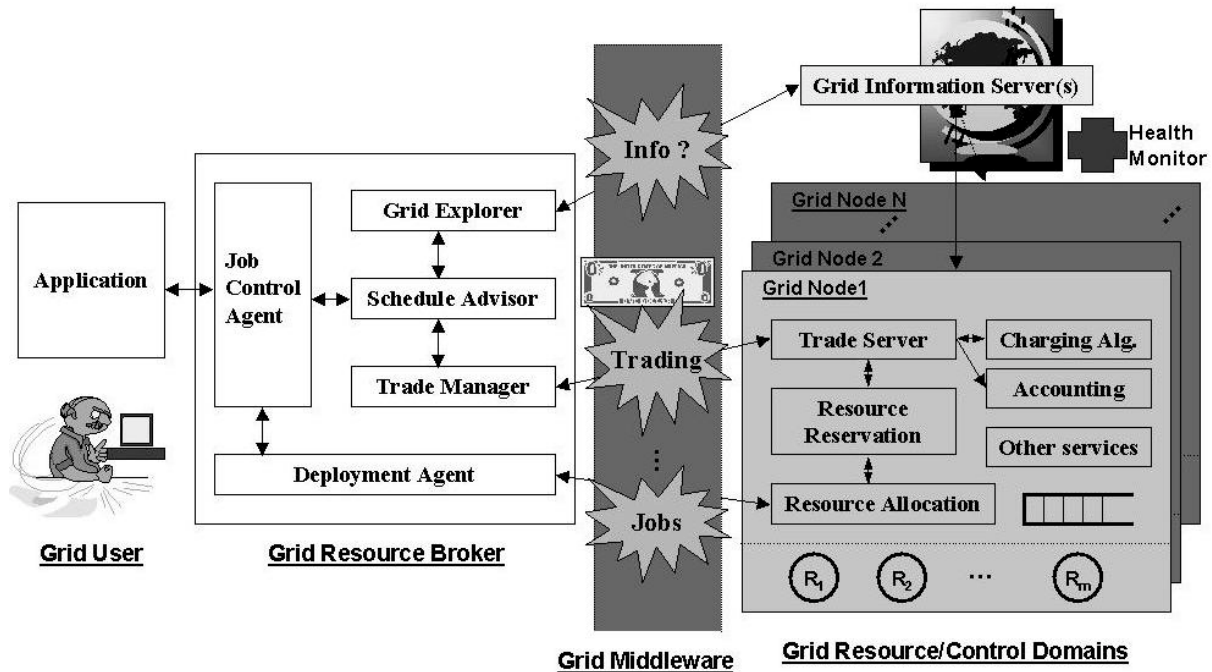 Grid Information Server(s)
Health
Monitor
Info ?
Grid Explorer
Application
Job
Control
Agent
Schedule Advisor
Trade Manager
Deployment Agent
Trading
Jobs
Grid Node N
Grid Node 2
Grid Node1
Trade Server
Charging Alg.
Accounting
Resource
Reservation
Other services
Resource Allocation
R1
R2
...
Rm
Grid User
Grid Resource Broker
Grid Middleware
Grid Resource/Control Domains